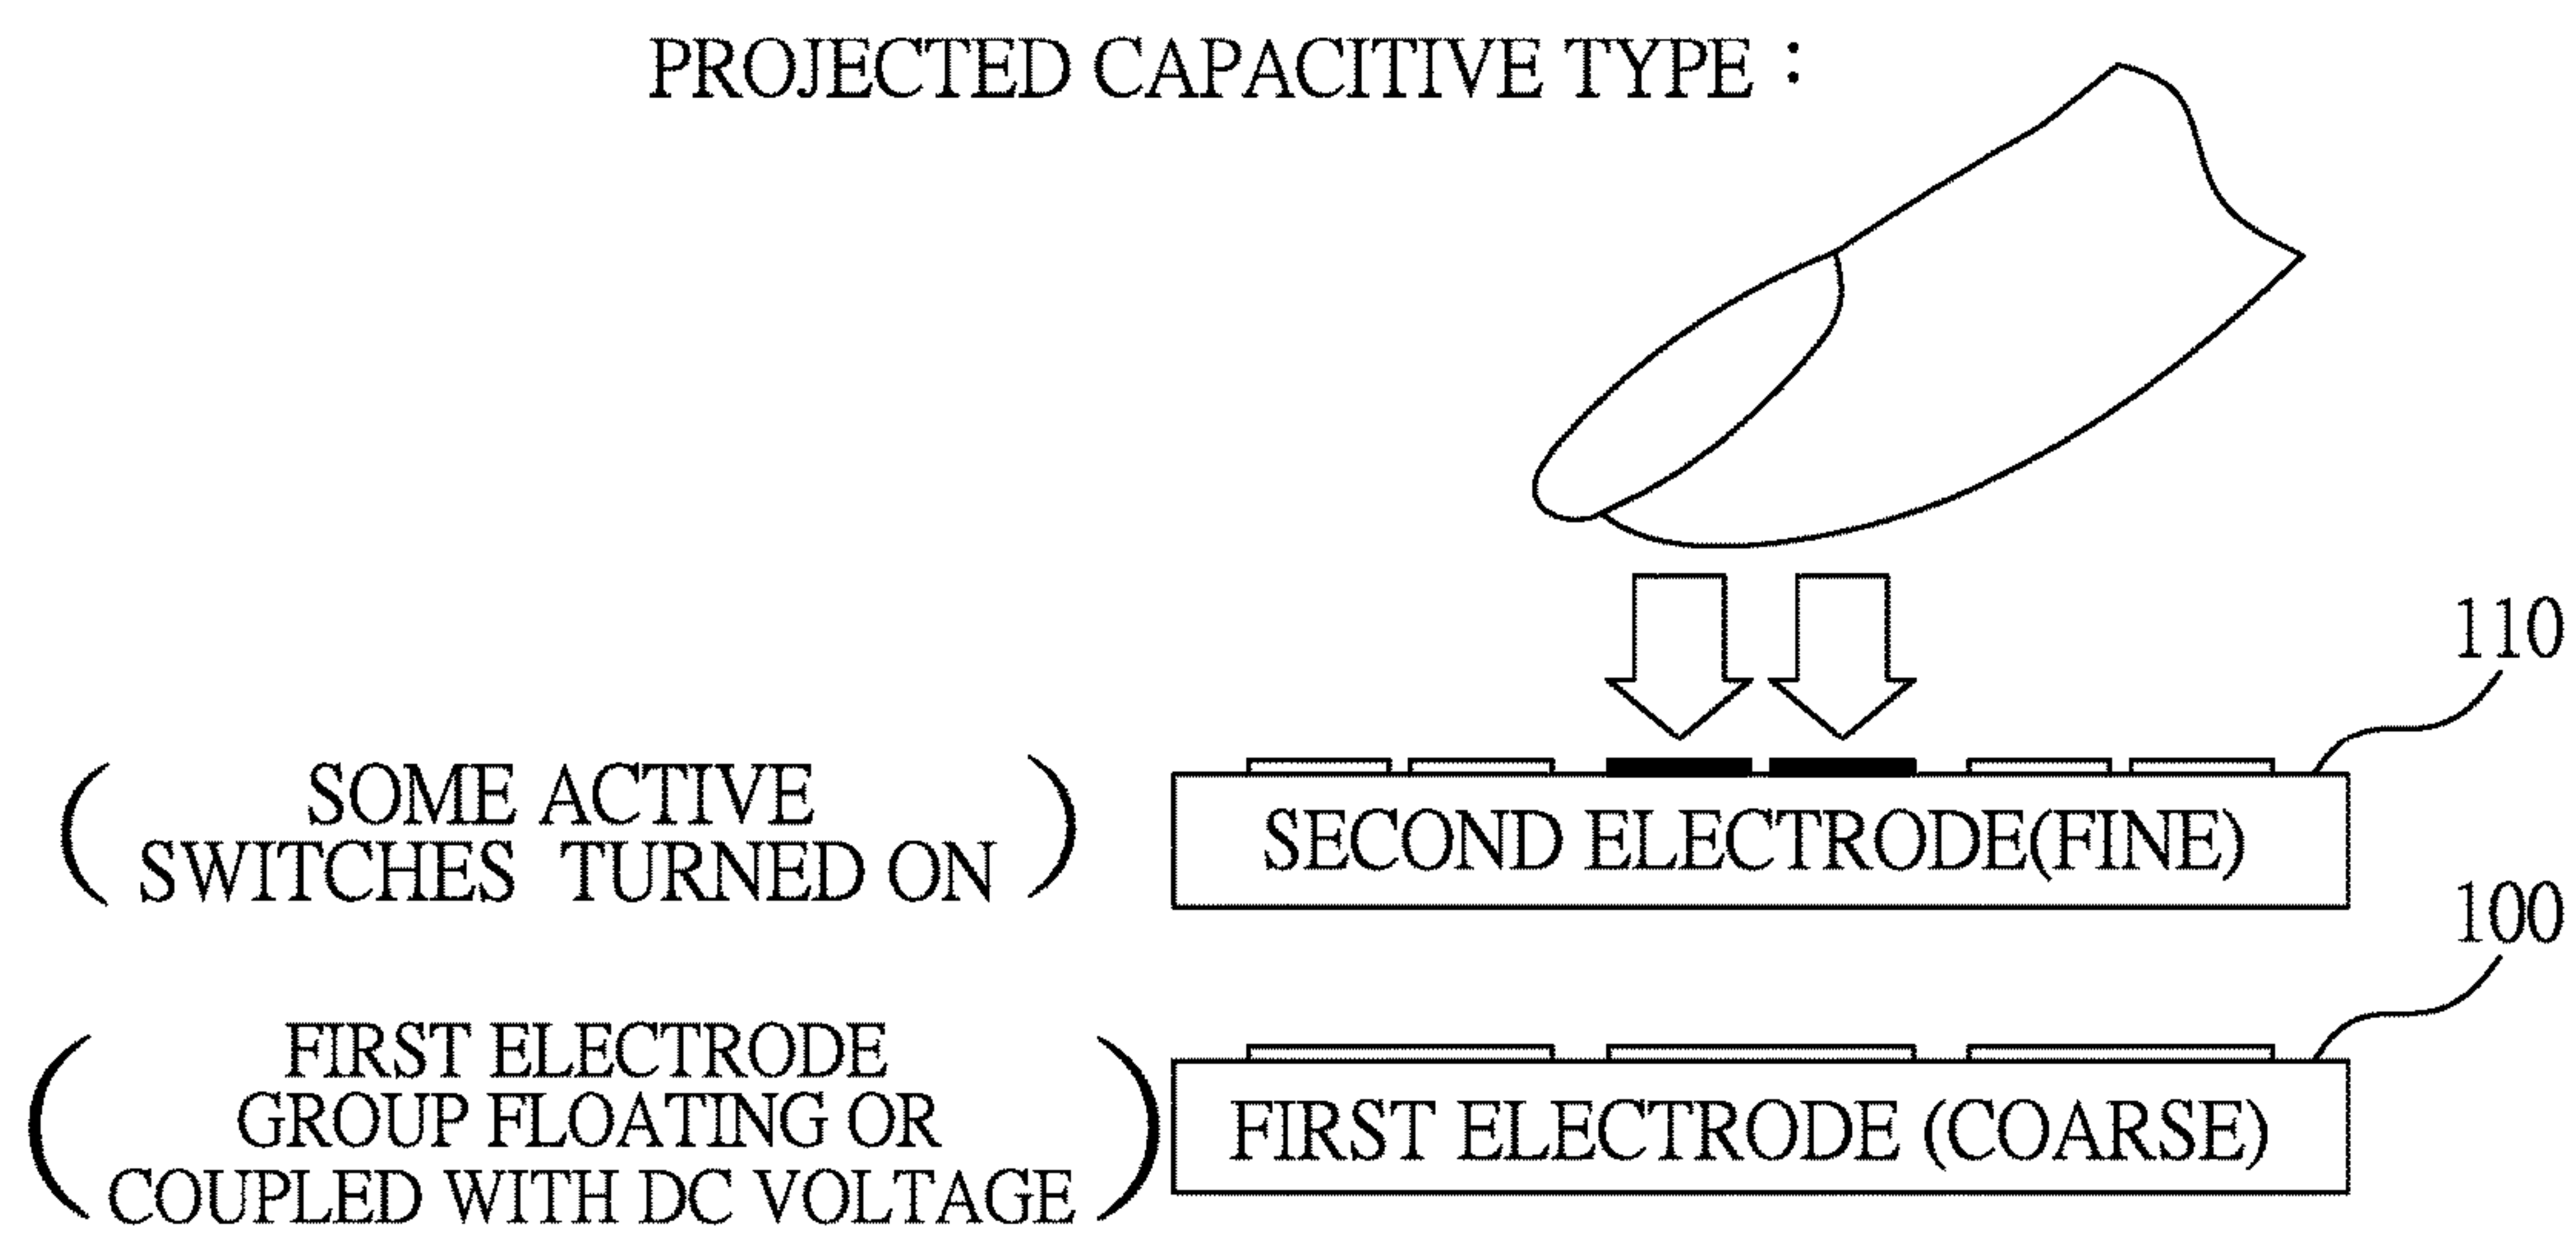 PROJECTED CAPACITIVE TYPE :
110
SOME ACTIVE
SWITCHES TURNED ON
SECOND ELECTRODE(FINE)
100
FIRST ELECTRODE
GROUP FLOATING OR
COUPLED WITH DC VOLTAGE
FIRST ELECTRODE (COARSE)